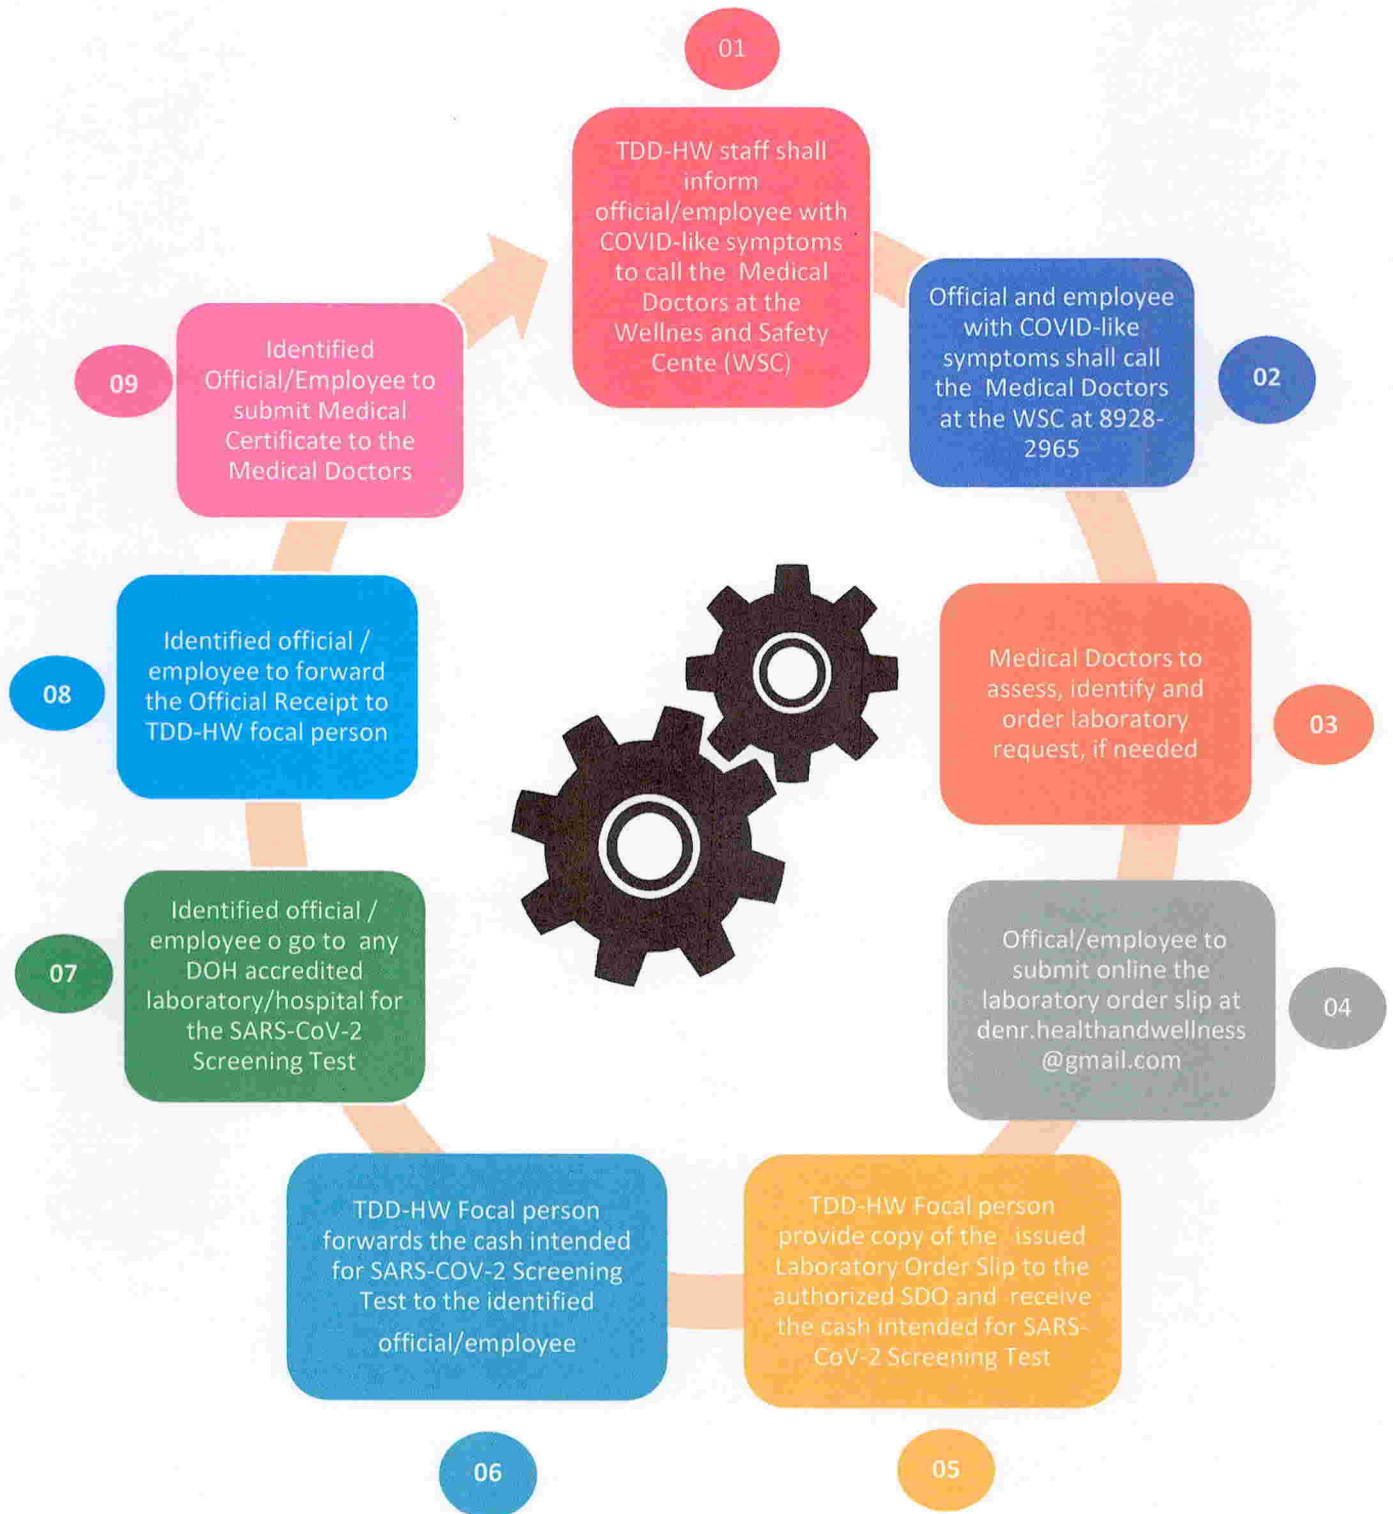 01
TDD-HW staff shall
inform
official/employee with
COVID-like symptoms
to call the Medical
Doctors at the
Wellnes and Safety
Cente (WSC)
Official and employee
with COVID-like
symptoms shall call
the Medical Doctors
at the WSC at 8928-
2965
02
Medical Doctors to
assess, identify and
order laboratory
request, if needed
03
Offical/employee to
submit online the
laboratory order slip at
denr.healthandwellness
@gmail.com
04
TDD-HW Focal person
provide copy of the issued
Laboratory Order Slip to the
authorized SDO and receive
the cash intended for SARS-
CoV-2 Screening Test
05
TDD-HW Focal person
forwards the cash intended
for SARS-COV-2 Screening
Test to the identified
official/employee
06
Identified official /
employee o go to any
DOH accredited
laboratory/hospital for
the SARS-CoV-2
Screening Test
07
Identified official /
employee to forward
the Official Receipt to
TDD-HW focal person
08
Identified
Official/Employee to
submit Medical
Certificate to the
Medical Doctors
09